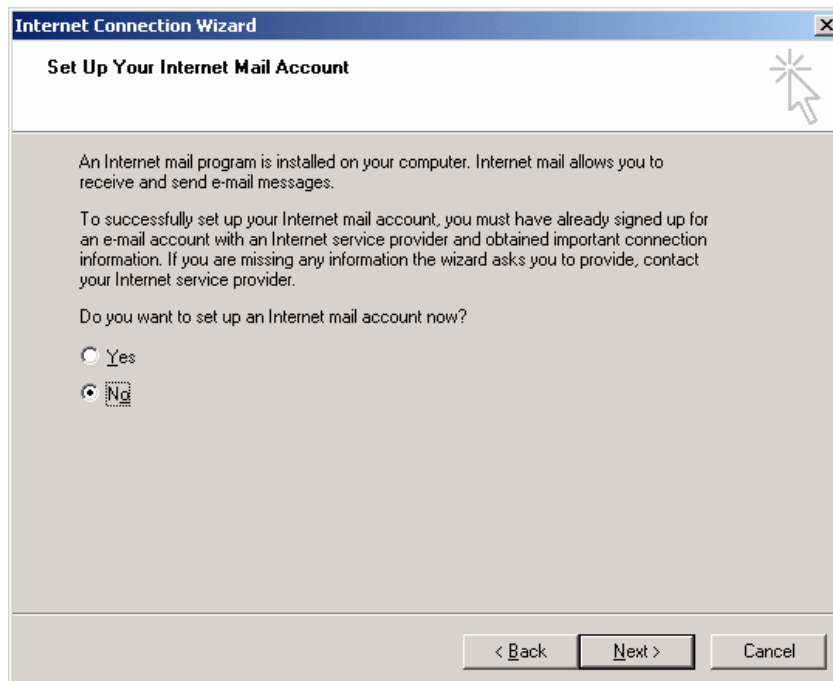 Internet Connection Wizard
Set Up Your Internet Mail Account
An Internet mail program is installed on your computer. Internet mail allows you to
receive and send e-mail messages.
To successfully set up your Internet mail account, you must have already signed up for
an e-mail account with an Internet service provider and obtained important connection
information. If you are missing any information the wizard asks you to provide, contact
your Internet service provider.
Do you want to set up an Internet mail account now?
Yes
No
< Back
Next >
Cancel